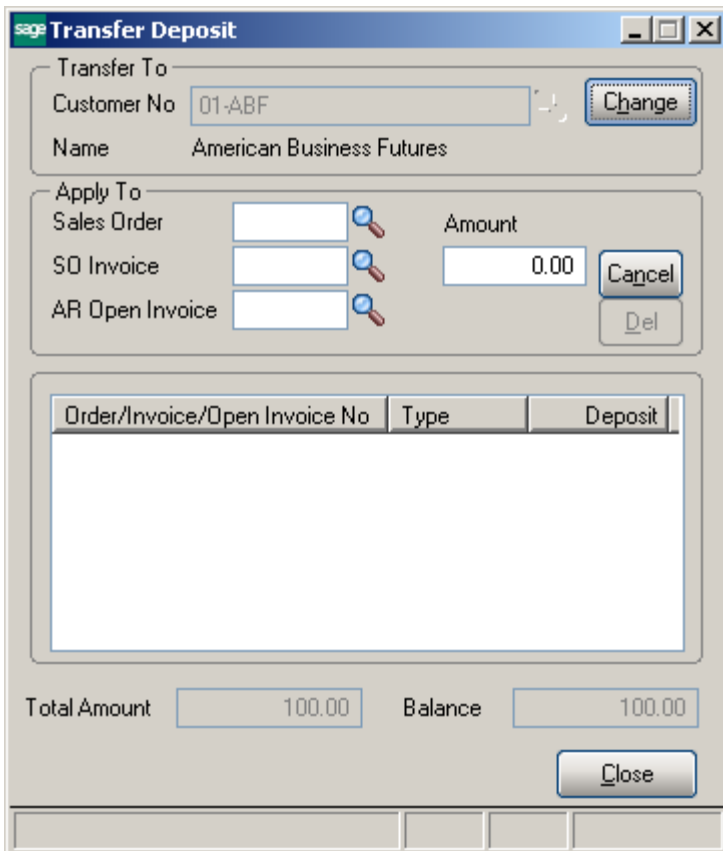 sage Transfer Deposit
Transfer To
Customer No 01-ABF Change
Name American Business Futures
Apply To
Sales Order Amount
SO Invoice 0.00 Cancel
AR Open Invoice Del
Order/Invoice/Open Invoice No Type Deposit
Total Amount 100.00 Balance 100.00
Close